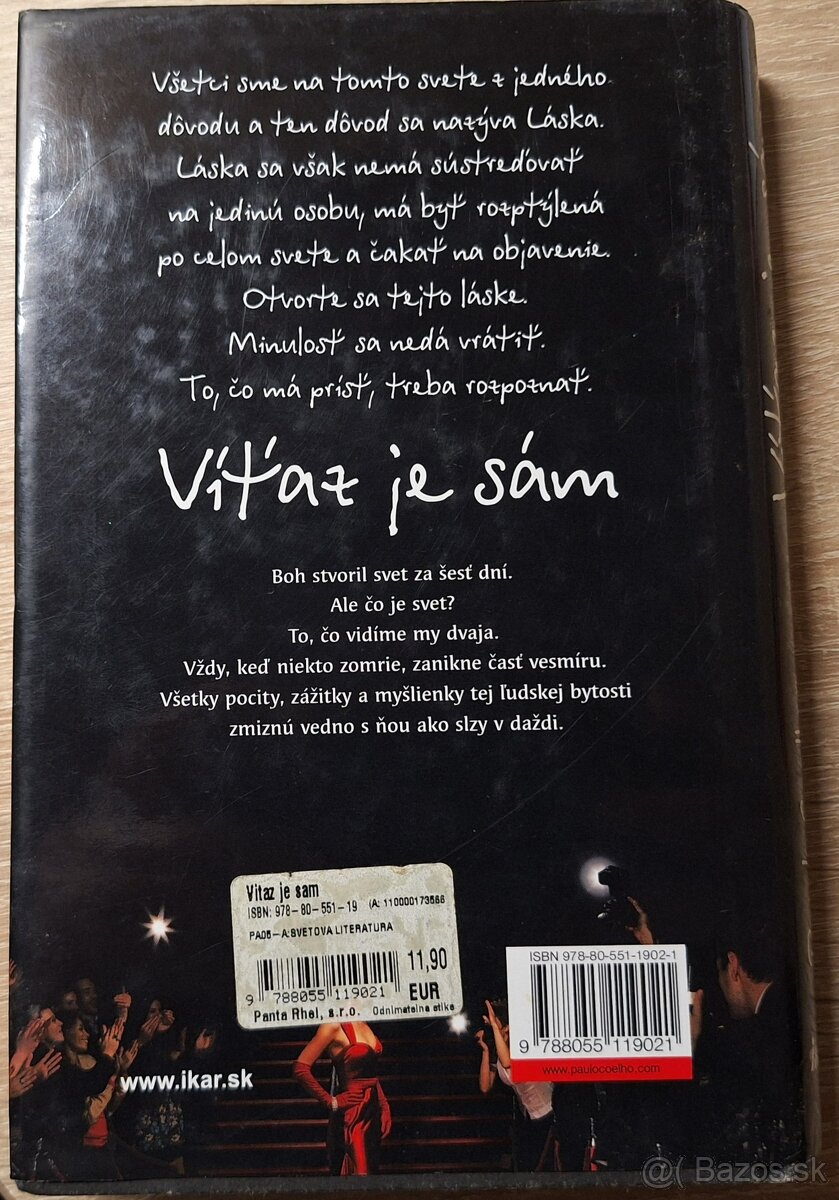 Všetci sme na tomto svete z jedného
dôvodu a ten dôvod sa nazýva Láska.
Láska sa však nemá sústreďovať
na jedinú osobu, má byť rozptýlená
po celom svete a čakať na objavenie.
Otvorte sa tejto láske.
Minulosť sa nedá vrátiť.
To, čo má prísť, treba rozpoznať.
Víťaz je sám
Boh stvoril svet za šesť dní.
Ale čo je svet?
To, čo vidíme my dvaja.
Vždy, keď niekto zomrie, zanikne časť vesmíru.
Všetky pocity, zážitky a myšlienky tej ľudskej bytosti
zmiznú vedno s ňou ako slzy v daždi.
Vitaz je sam
ISBN: 978-80-551-19 (A: 110000173566
PA05-A:SVETOVA LITERATURA
11,90
9 788055 119021 EUR
Panta Rhei, s.r.o. Odnimatelna etike
ISBN 978-80-551-1902-1
9 788055 119021
www.paulocoelho.com
www.ikar.sk
@( Bazos.sk